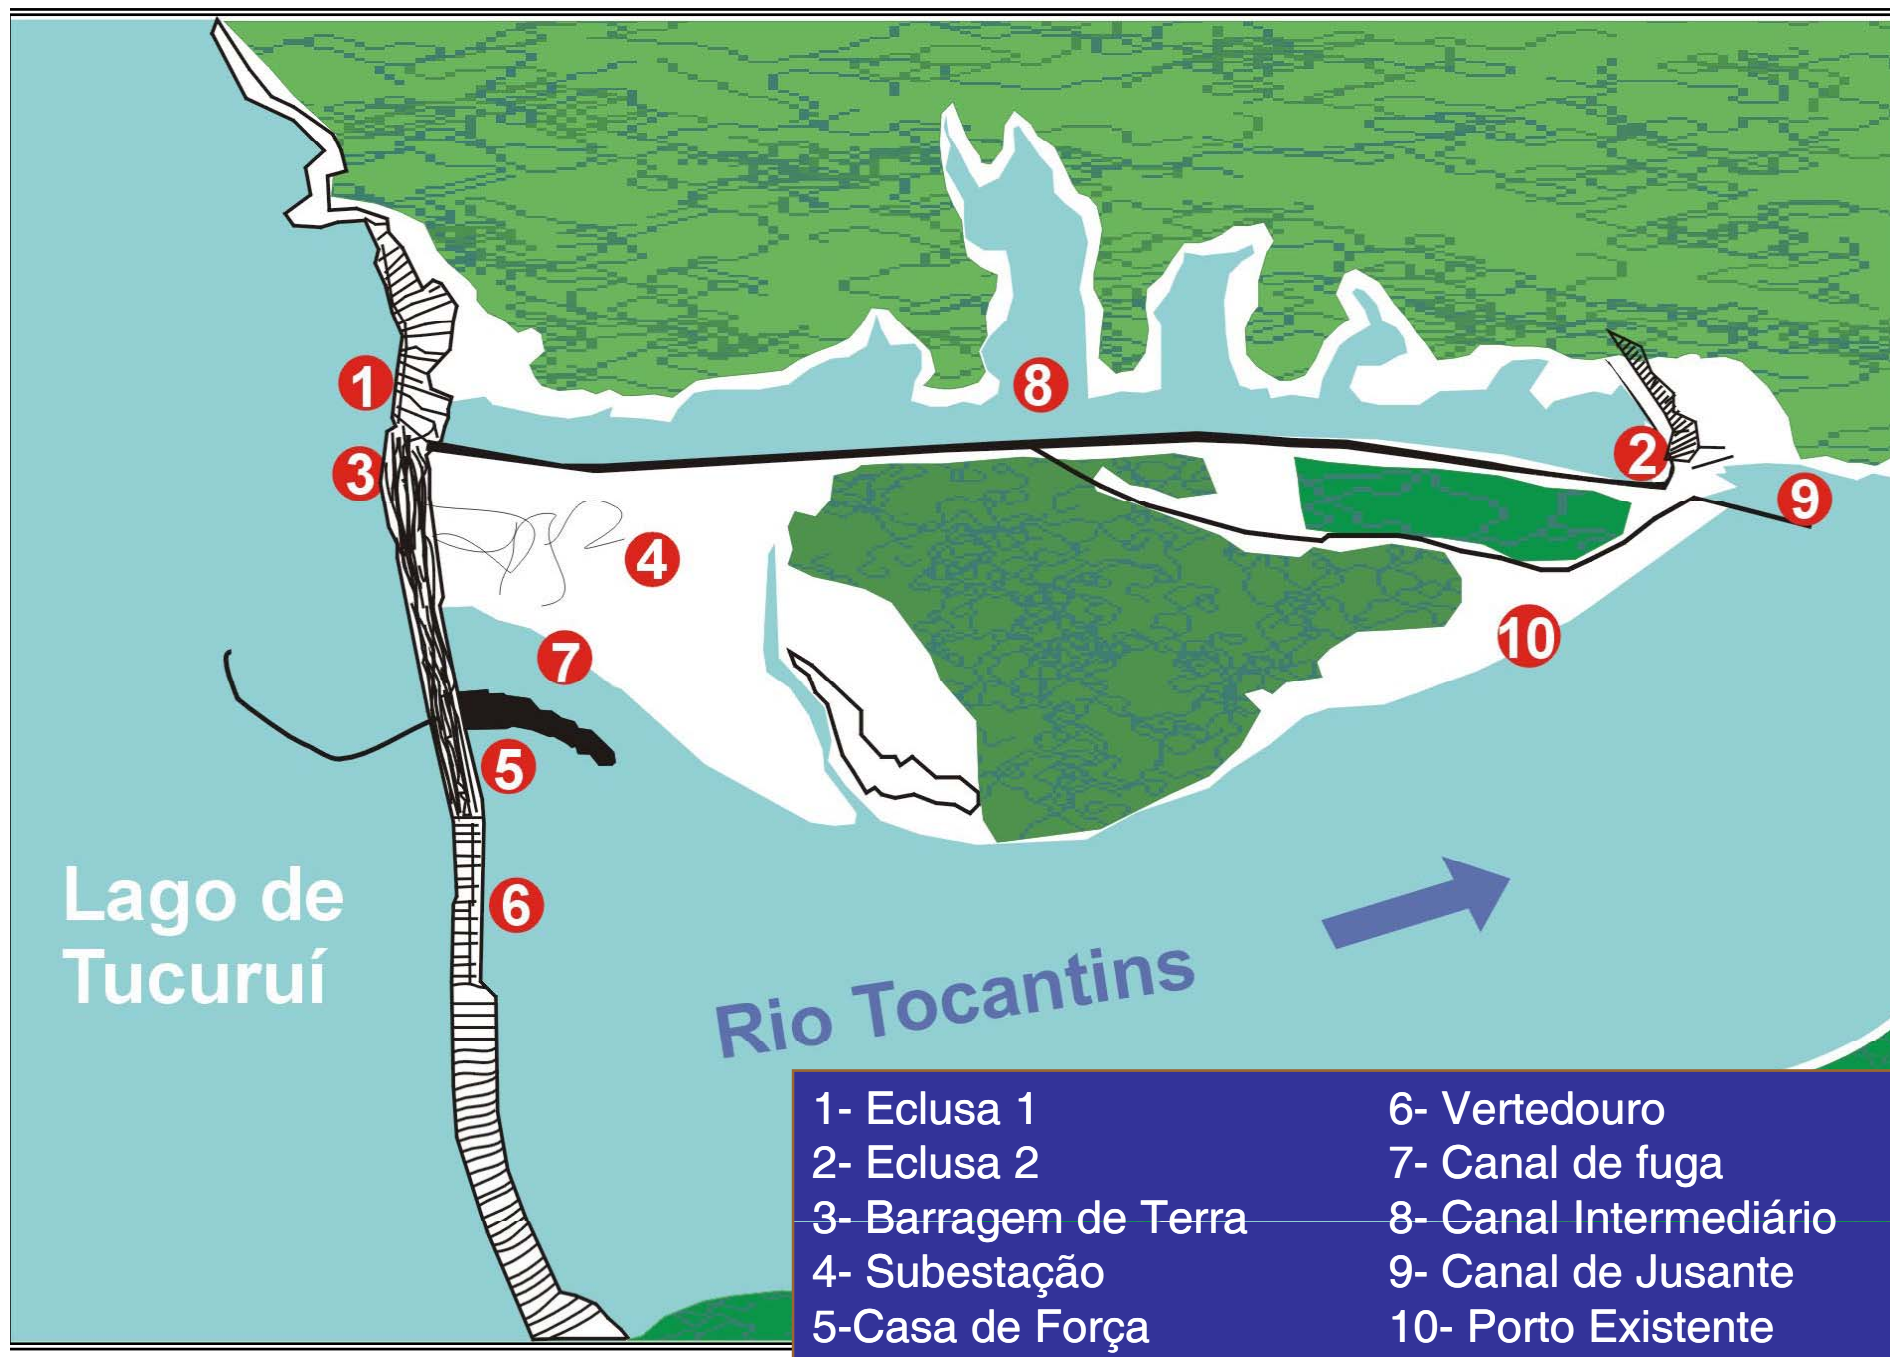 1
8
2
3
9
4
10
7
5
6
Lago de
Tucuruí
Rio Tocantins
1- Eclusa 1
2- Eclusa 2
3- Barragem de Terra
4- Subestação
5-Casa de Força
6- Vertedouro
7- Canal de fuga
8- Canal Intermediário
9- Canal de Jusante
10- Porto Existente